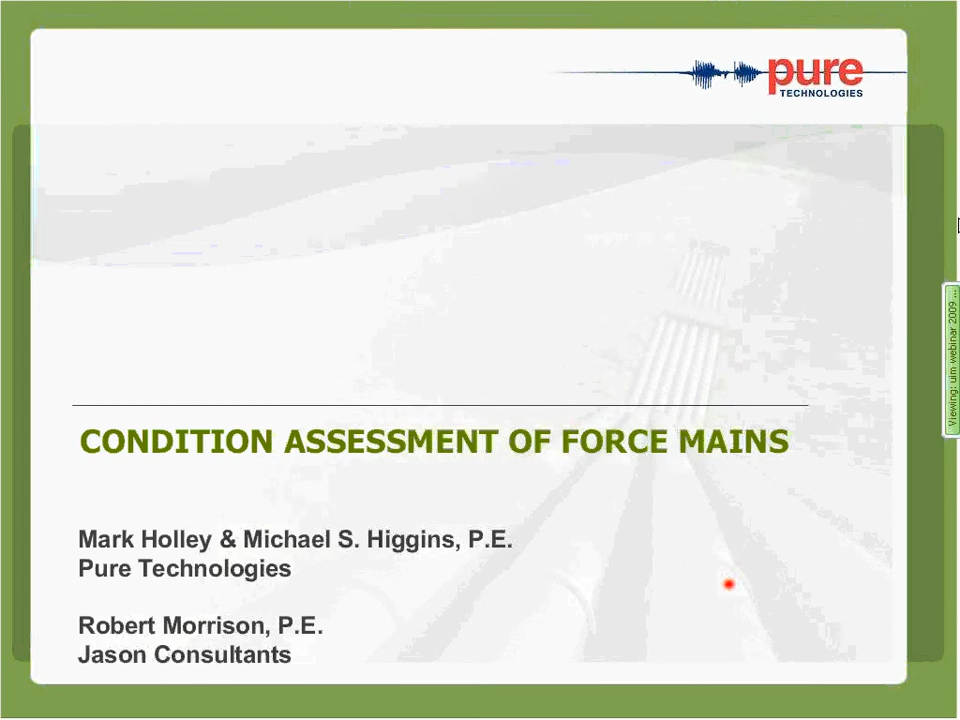 pure
TECHNOLOGIES
CONDITION ASSESSMENT OF FORCE MAINS
Mark Holley & Michael S. Higgins, P.E.
Pure Technologies
Robert Morrison, P.E.
Jason Consultants
Viewing: uim webinar 2009 ...